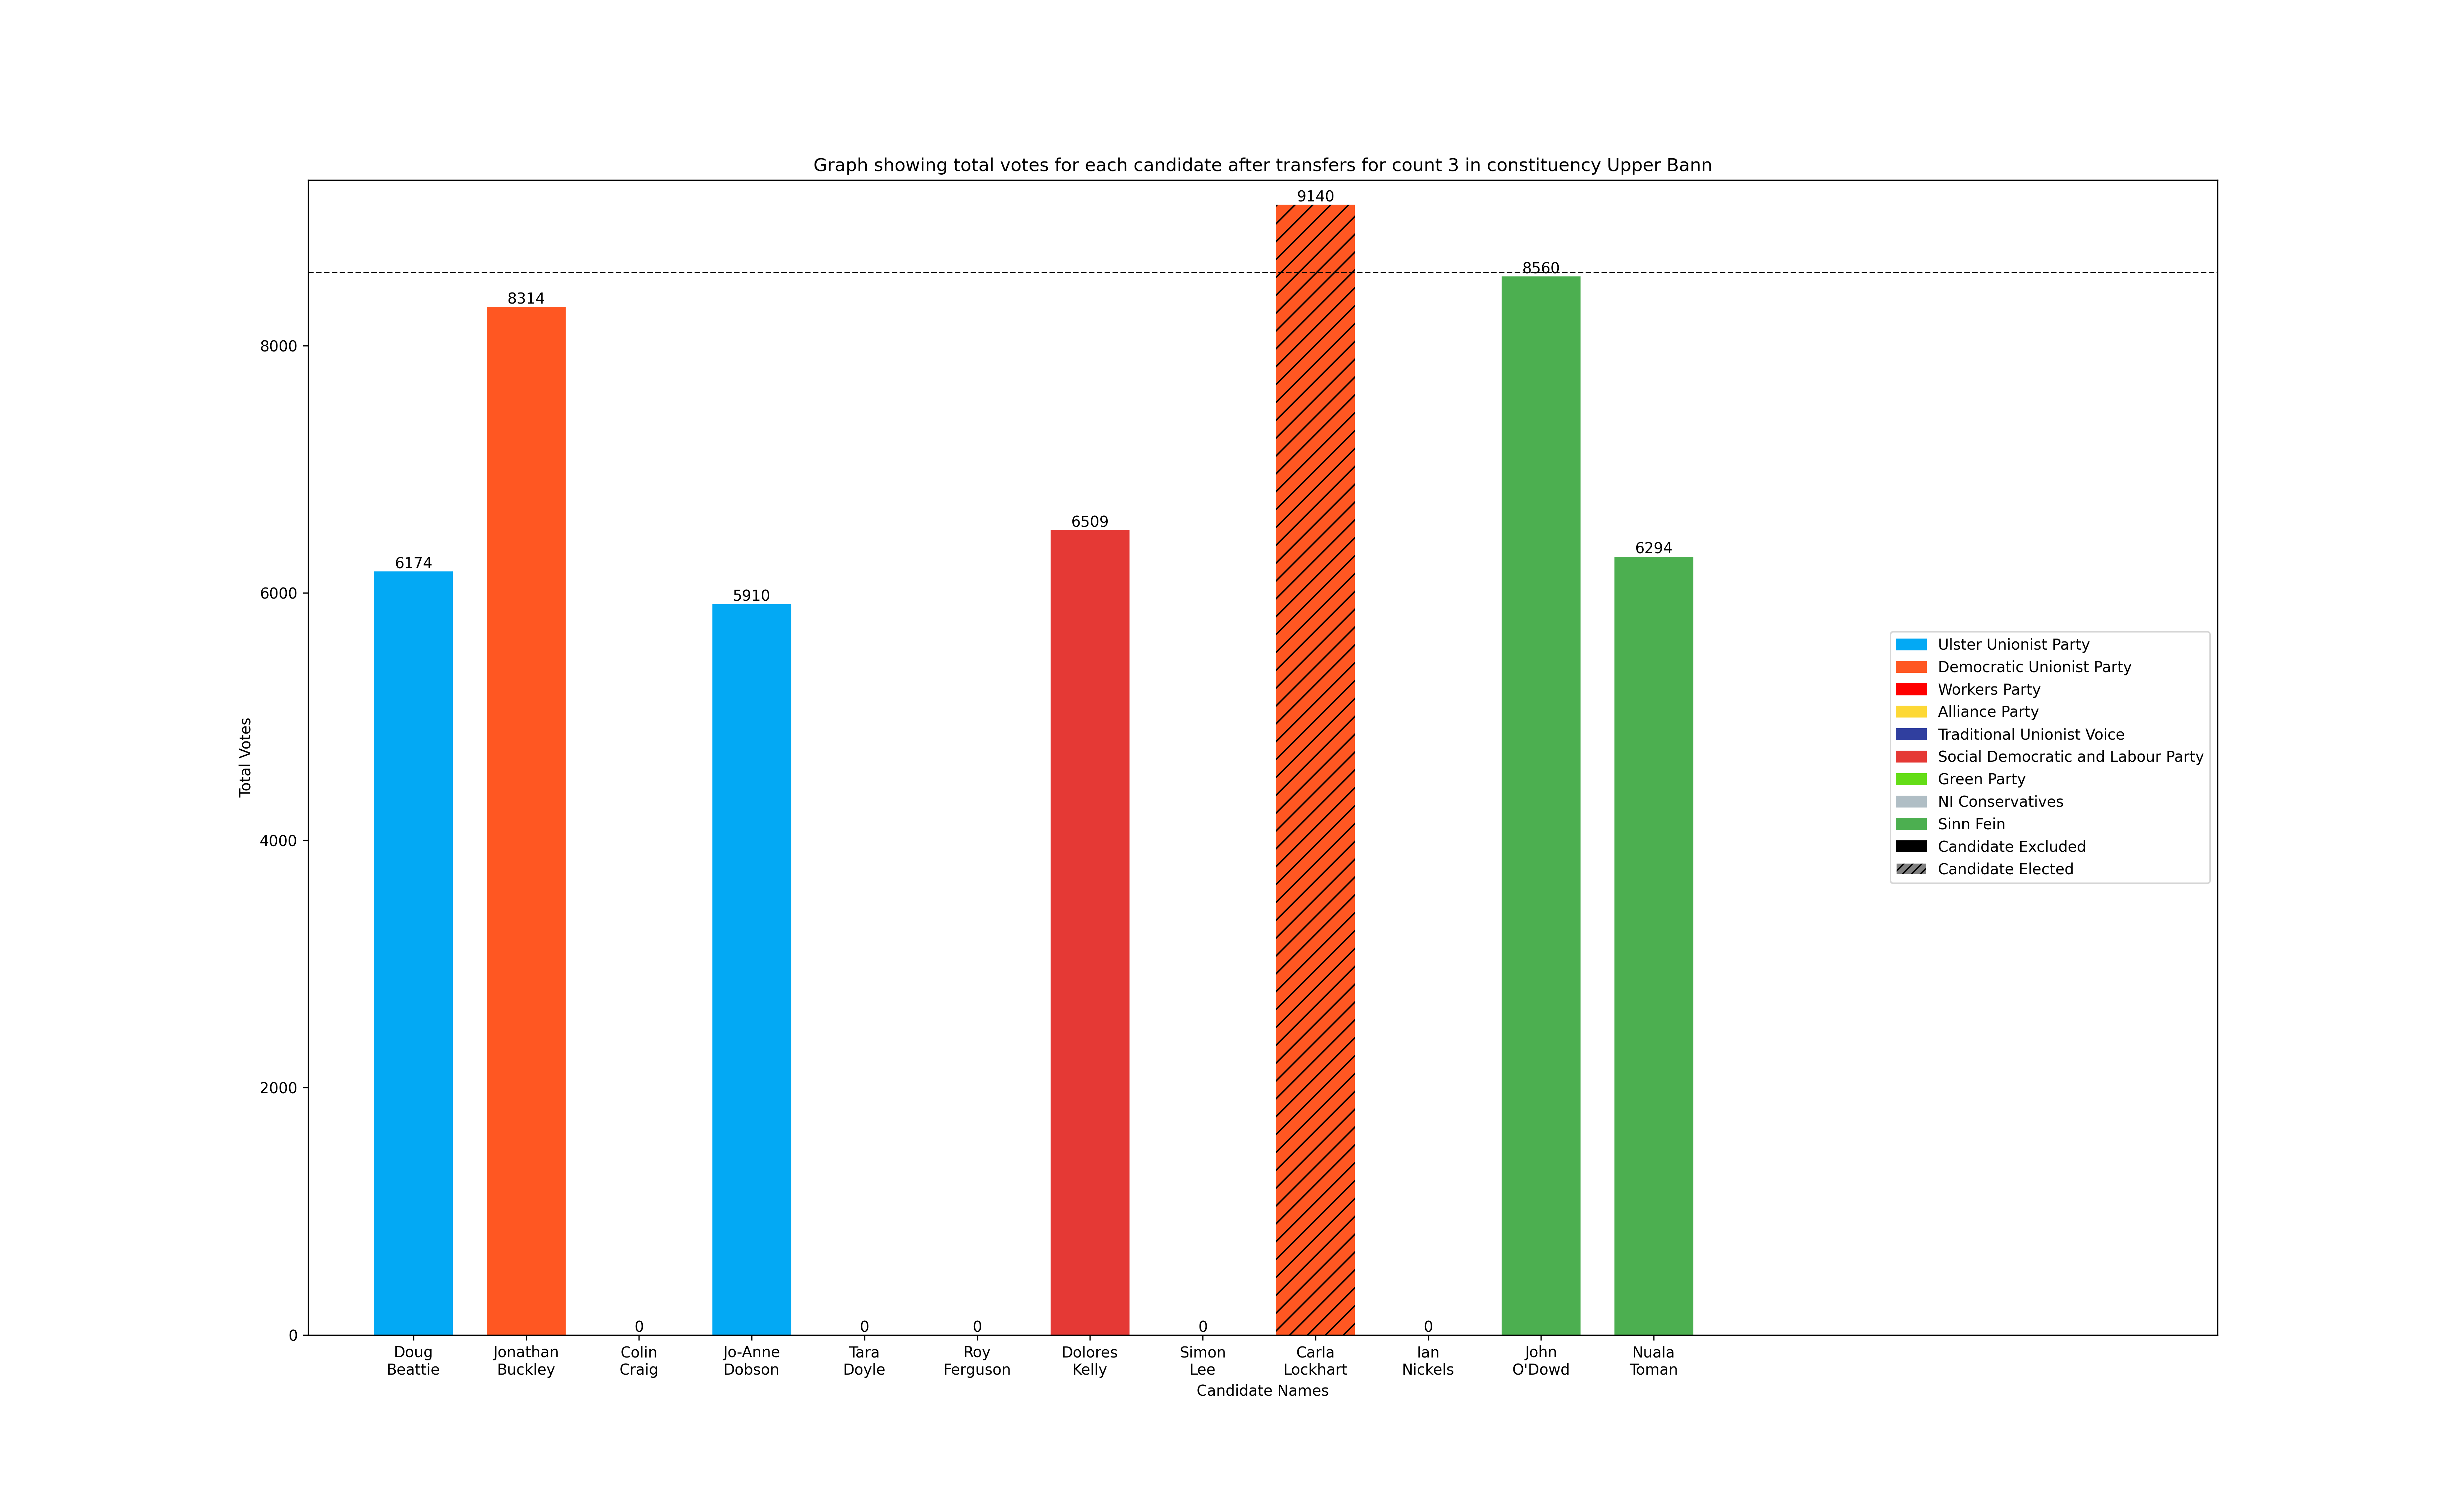 Graph showing total votes for each candidate after transfers for count 3 in constituency Upper Bann
Total Votes
8000
6000
4000
2000
0
6174
8314
0
5910
0
0
6509
0
9140
0
8560
6294
Doug
Beattie
Jonathan
Buckley
Colin
Craig
Jo-Anne
Dobson
Tara
Doyle
Roy
Ferguson
Dolores
Kelly
Simon
Lee
Carla
Lockhart
Ian
Nickels
John
O'Dowd
Nuala
Toman
Candidate Names
Ulster Unionist Party
Democratic Unionist Party
Workers Party
Alliance Party
Traditional Unionist Voice
Social Democratic and Labour Party
Green Party
NI Conservatives
Sinn Fein
Candidate Excluded
Candidate Elected